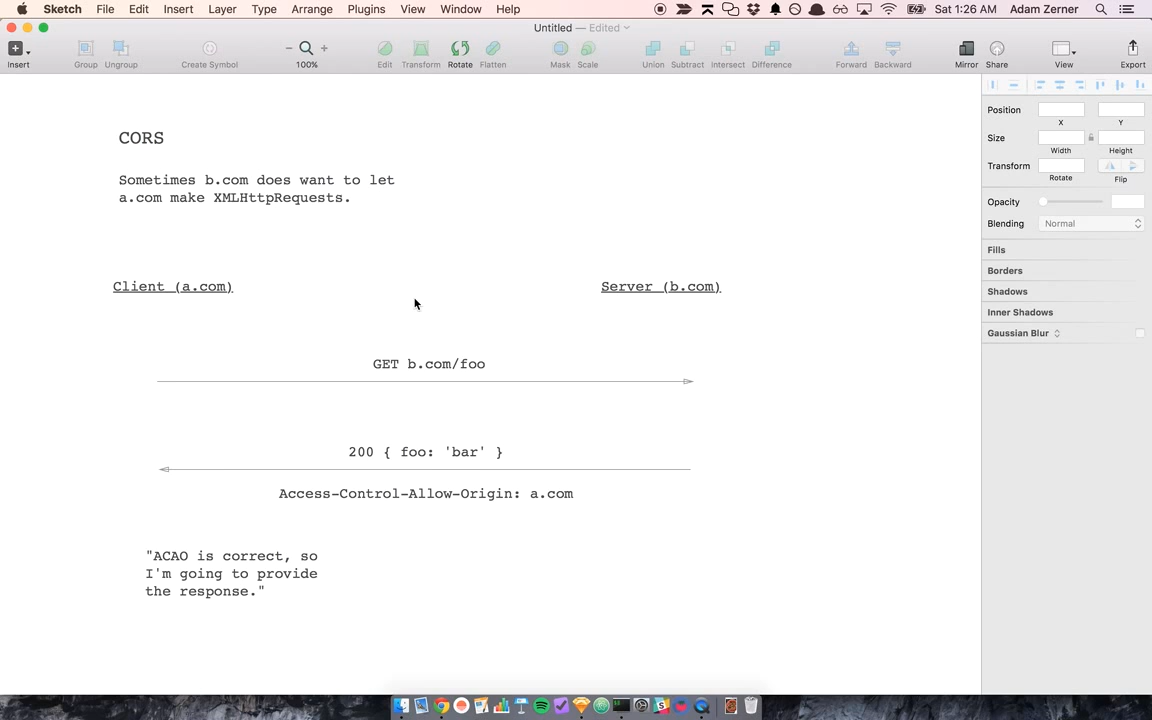 Sketch File Edit Insert Layer Type Arrange Plugins View Window Help Sat 1:26 AM Adam Zerner
Untitled — Edited
Insert Group Ungroup Create Symbol 100% Edit Transform Rotate Flatten Mask Scale Union Subtract Intersect Difference Forward Backward Mirror Share View Export
Position
X Y
Size
Width Height
Transform
Rotate Flip
Opacity
Blending Normal
Fills
Borders
Shadows
Inner Shadows
Gaussian Blur
CORS
Sometimes b.com does want to let
a.com make XMLHttpRequests.
Client (a.com) Server (b.com)
GET b.com/foo
200 { foo: 'bar' }
Access-Control-Allow-Origin: a.com
"ACAO is correct, so
I'm going to provide
the response."